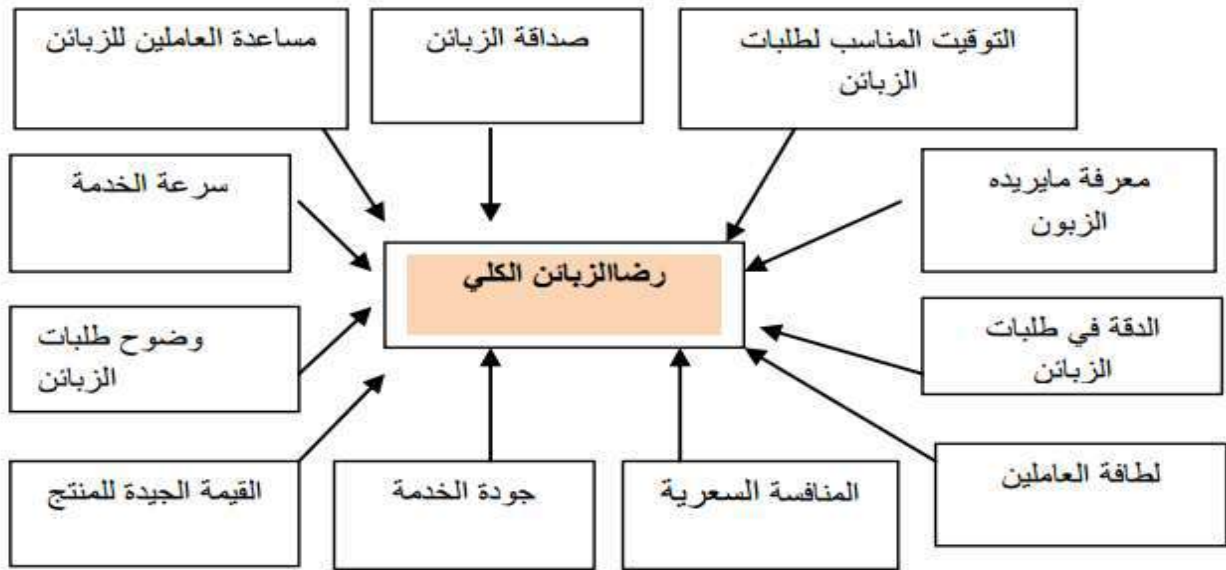 التوقيت المناسب لطلبات
الزبائن
صداقة الزبائن
مساعدة العاملين للزبائن
معرفة مايريده
الزبون
سرعة الخدمة
رضاالزبائن الكلي
الدقة في طلبات
الزبائن
وضوح طلبات
الزبائن
لطافة العاملين
المنافسة السعرية
جودة الخدمة
القيمة الجيدة للمنتج